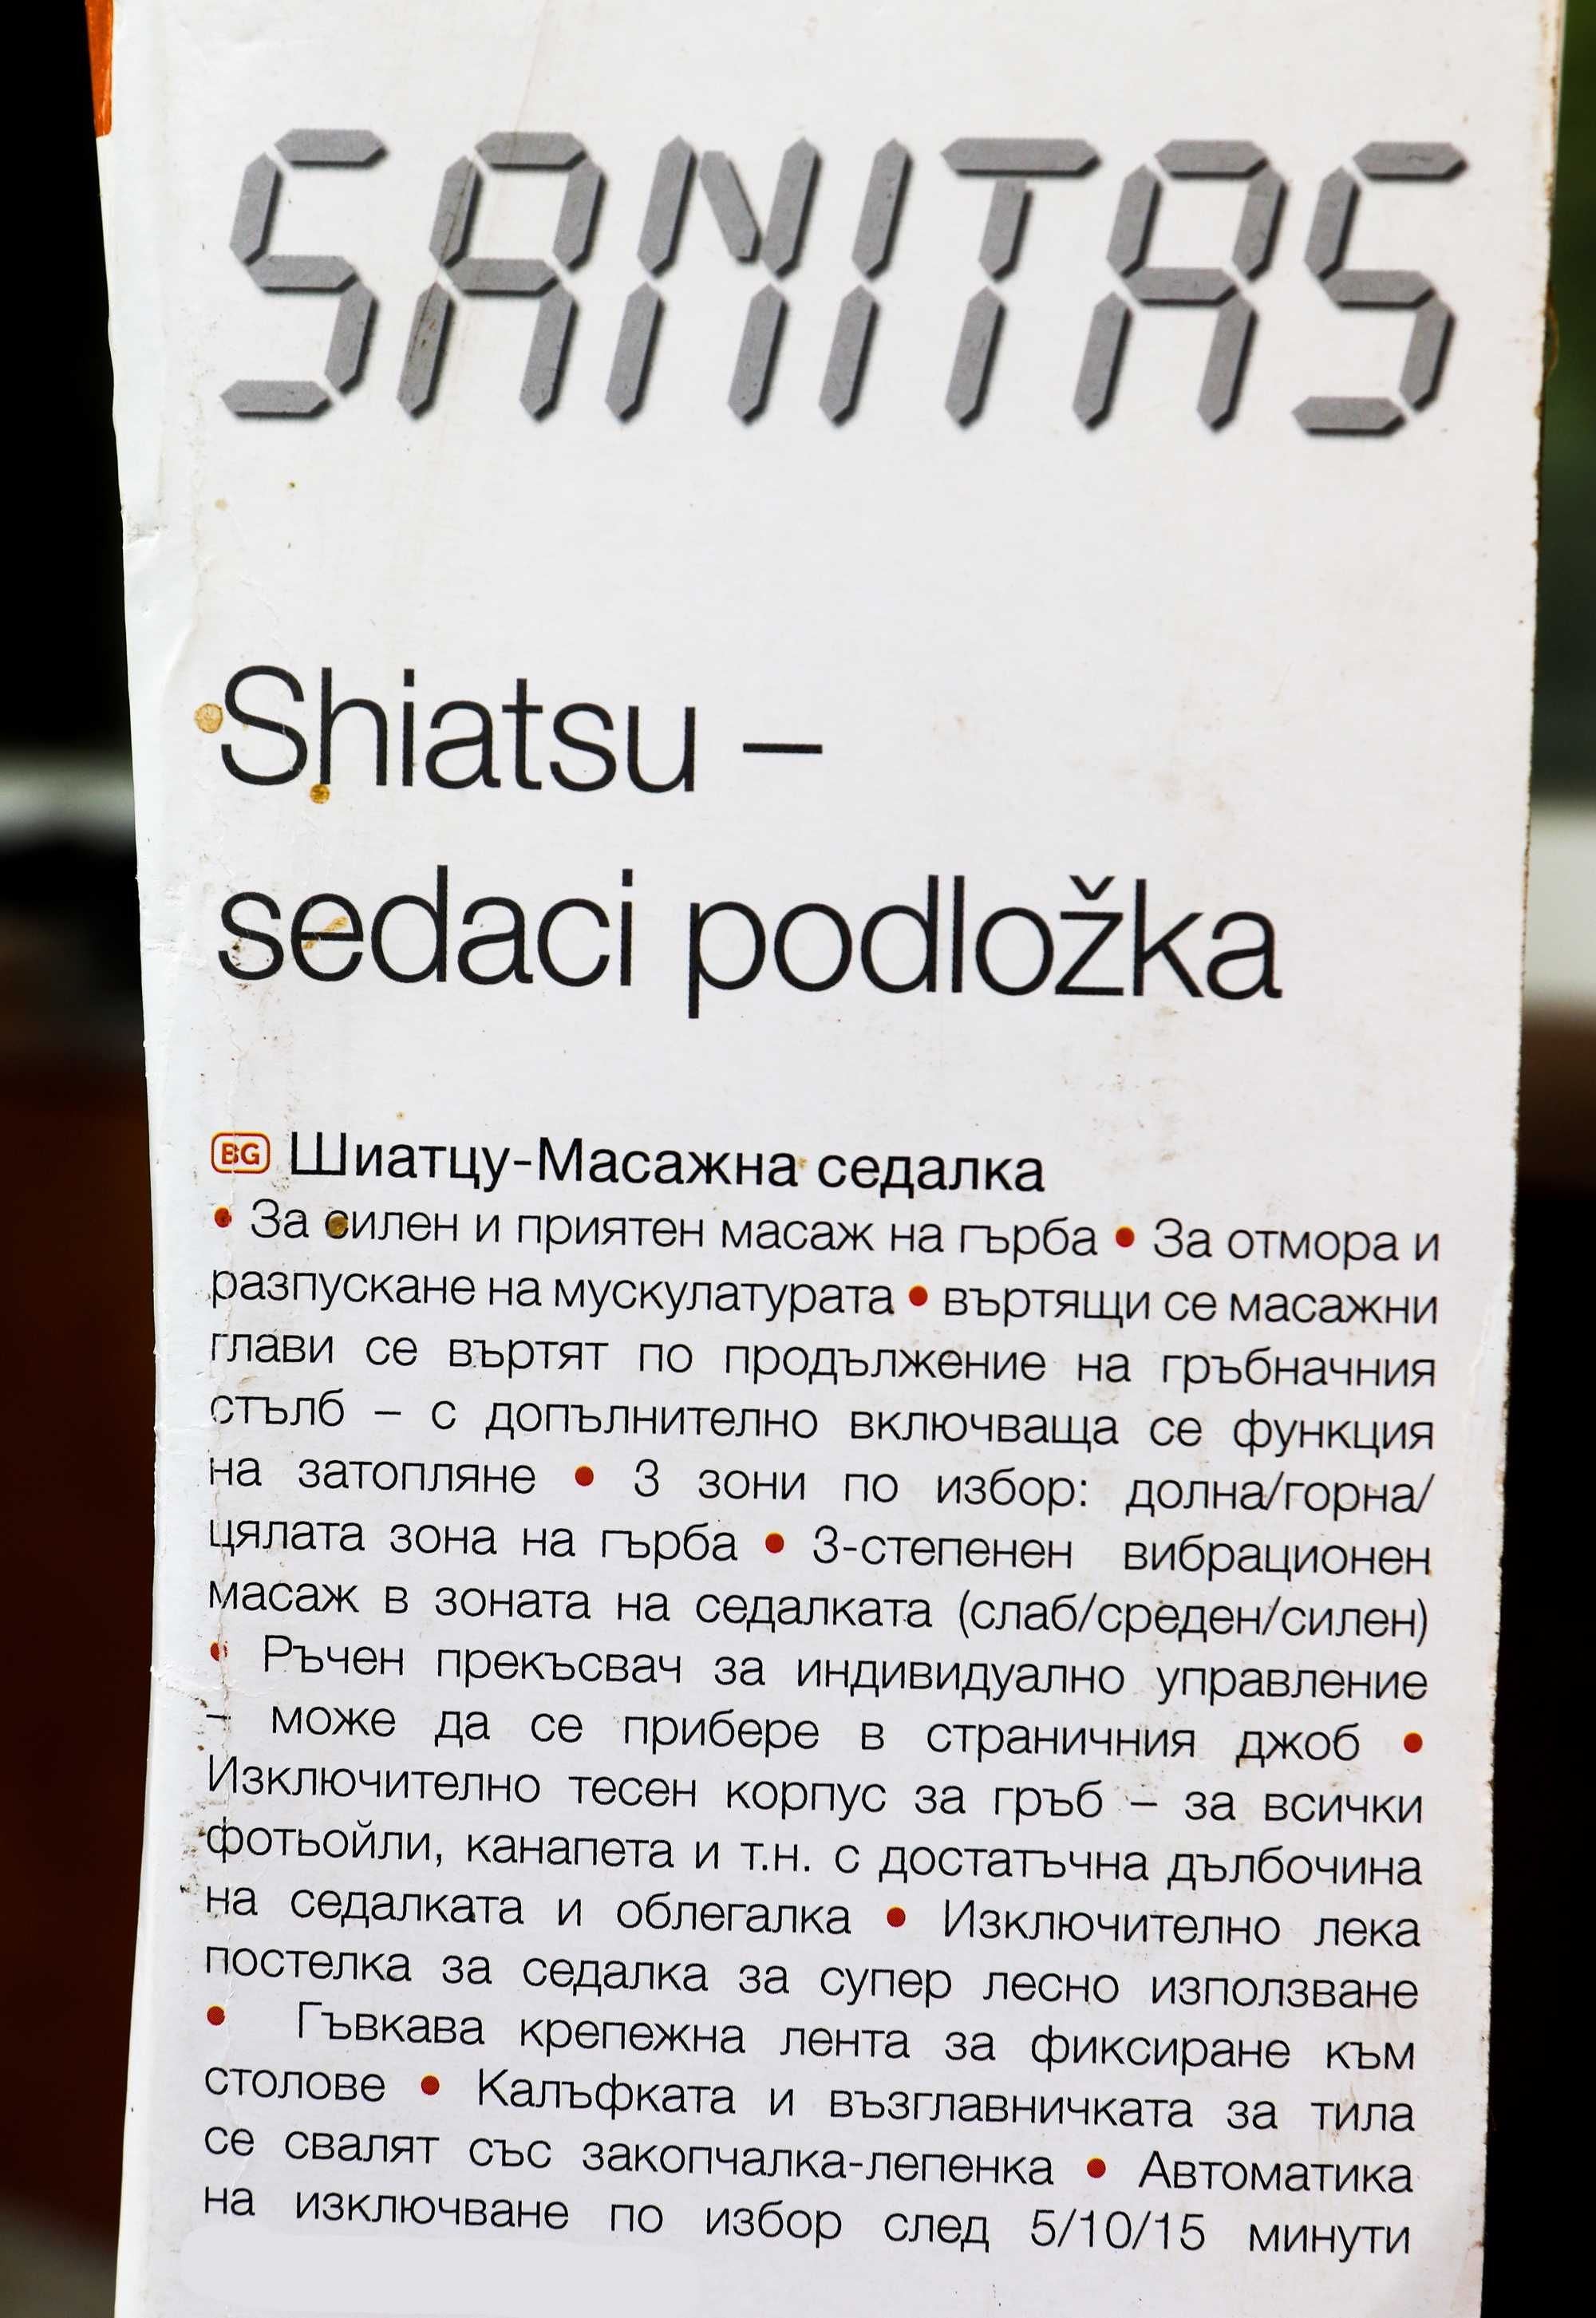 SANITAS
Shiatsu –
sedaci podložka
BG Шиатцу-Масажна седалка
• За силен и приятен масаж на гърба • За отмора и
разпускане на мускулатурата • въртящи се масажни
глави се въртят по продължение на гръбначния
стълб – с допълнително включваща се функция
на затопляне • 3 зони по избор: долна/горна/
цялата зона на гърба • 3-степенен вибрационен
масаж в зоната на седалката (слаб/среден/силен)
• Ръчен прекъсвач за индивидуално управление
– може да се прибере в страничния джоб •
Изключително тесен корпус за гръб – за всички
фотьойли, канапета и т.н. с достатъчна дълбочина
на седалката и облегалка • Изключително лека
постелка за седалка за супер лесно използване
• Гъвкава крепежна лента за фиксиране към
столове • Калъфката и възглавничката за тила
се свалят със закопчалка-лепенка • Автоматика
на изключване по избор след 5/10/15 минути